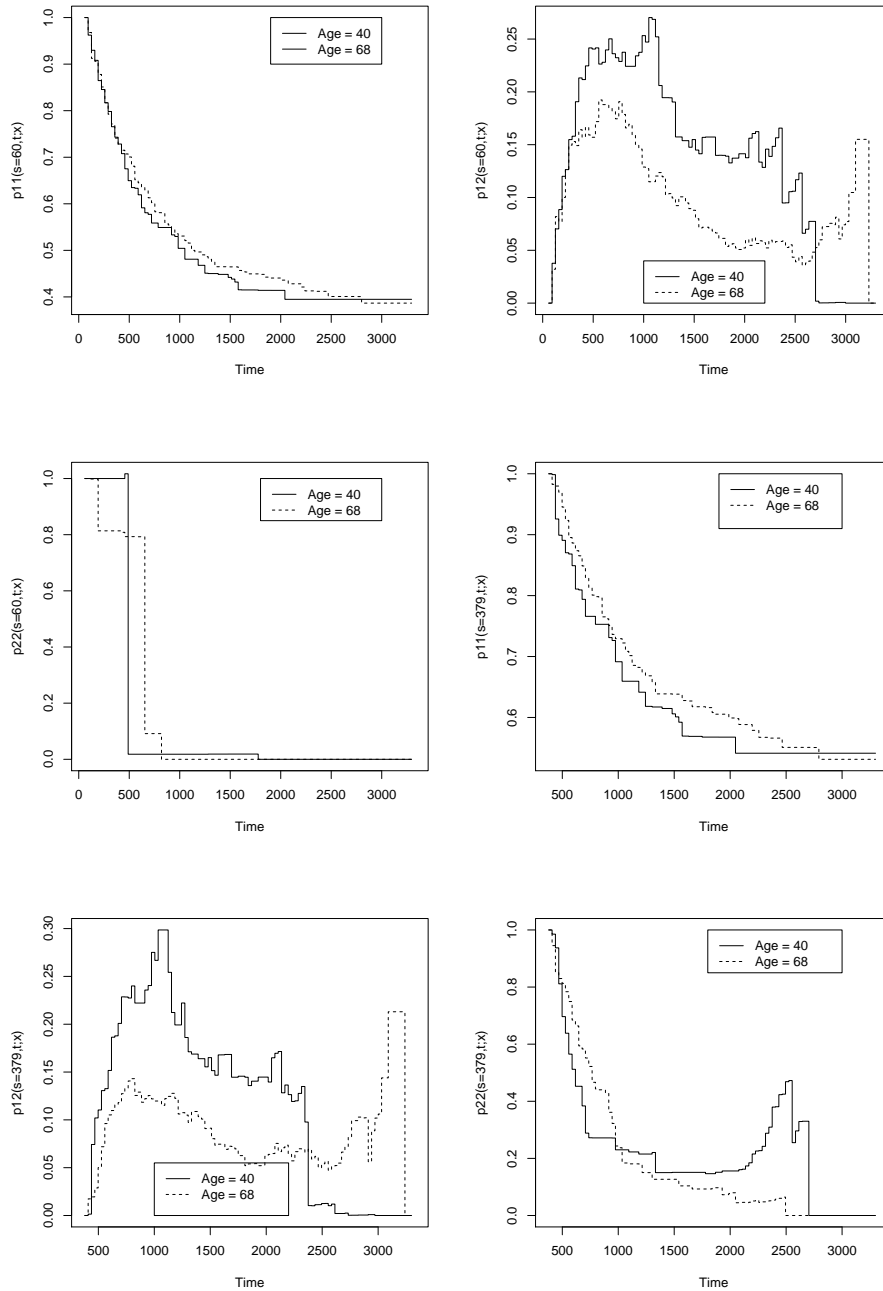 p11(s=60,t;x)
1.0
0.9
0.8
0.7
0.6
0.5
0.4
Age = 40
Age = 68
0 500 1000 1500 2000 2500 3000
Time
p12(s=60,t;x)
0.25
0.20
0.15
0.10
0.05
0.00
Age = 40
Age = 68
0 500 1000 1500 2000 2500 3000
Time
p22(s=60,t;x)
1.0
0.8
0.6
0.4
0.2
0.0
Age = 40
Age = 68
0 500 1000 1500 2000 2500 3000
Time
p11(s=379,t;x)
1.0
0.9
0.8
0.7
0.6
Age = 40
Age = 68
500 1000 1500 2000 2500 3000
Time
p12(s=379,t;x)
0.30
0.25
0.20
0.15
0.10
0.05
0.00
Age = 40
Age = 68
500 1000 1500 2000 2500 3000
Time
p22(s=379,t;x)
1.0
0.8
0.6
0.4
0.2
0.0
Age = 40
Age = 68
500 1000 1500 2000 2500 3000
Time